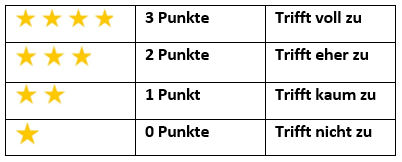 3 Punkte Trifft voll zu
2 Punkte Trifft eher zu
1 Punkt Trifft kaum zu
0 Punkte Trifft nicht zu